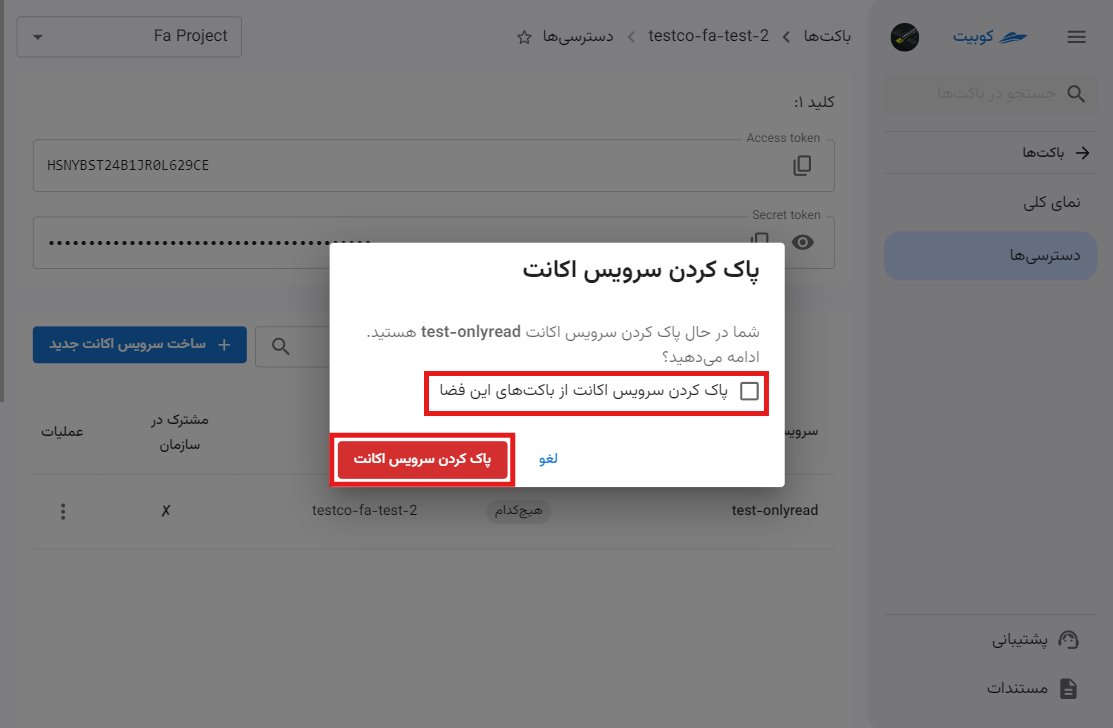 کوبیت
باکت‌ها
testco-fa-test-2
دسترسی‌ها
Fa Project
جستجو در باکت‌ها
باکت‌ها
نمای کلی
دسترسی‌ها
پشتیبانی
مستندات
کلید ۱:
Access token
HSNYBST24B1JR0L629CE
Secret token
••••••••••••••••••••••••••••••••••••••••
ساخت سرویس اکانت جدید
مشترک در
سازمان
عملیات
test-onlyread
هیچ‌کدام
testco-fa-test-2
✗
پاک کردن سرویس اکانت
شما در حال پاک کردن سرویس اکانت test-onlyread هستید.
ادامه می‌دهید؟
پاک کردن سرویس اکانت از باکت‌های این فضا
لغو
پاک کردن سرویس اکانت